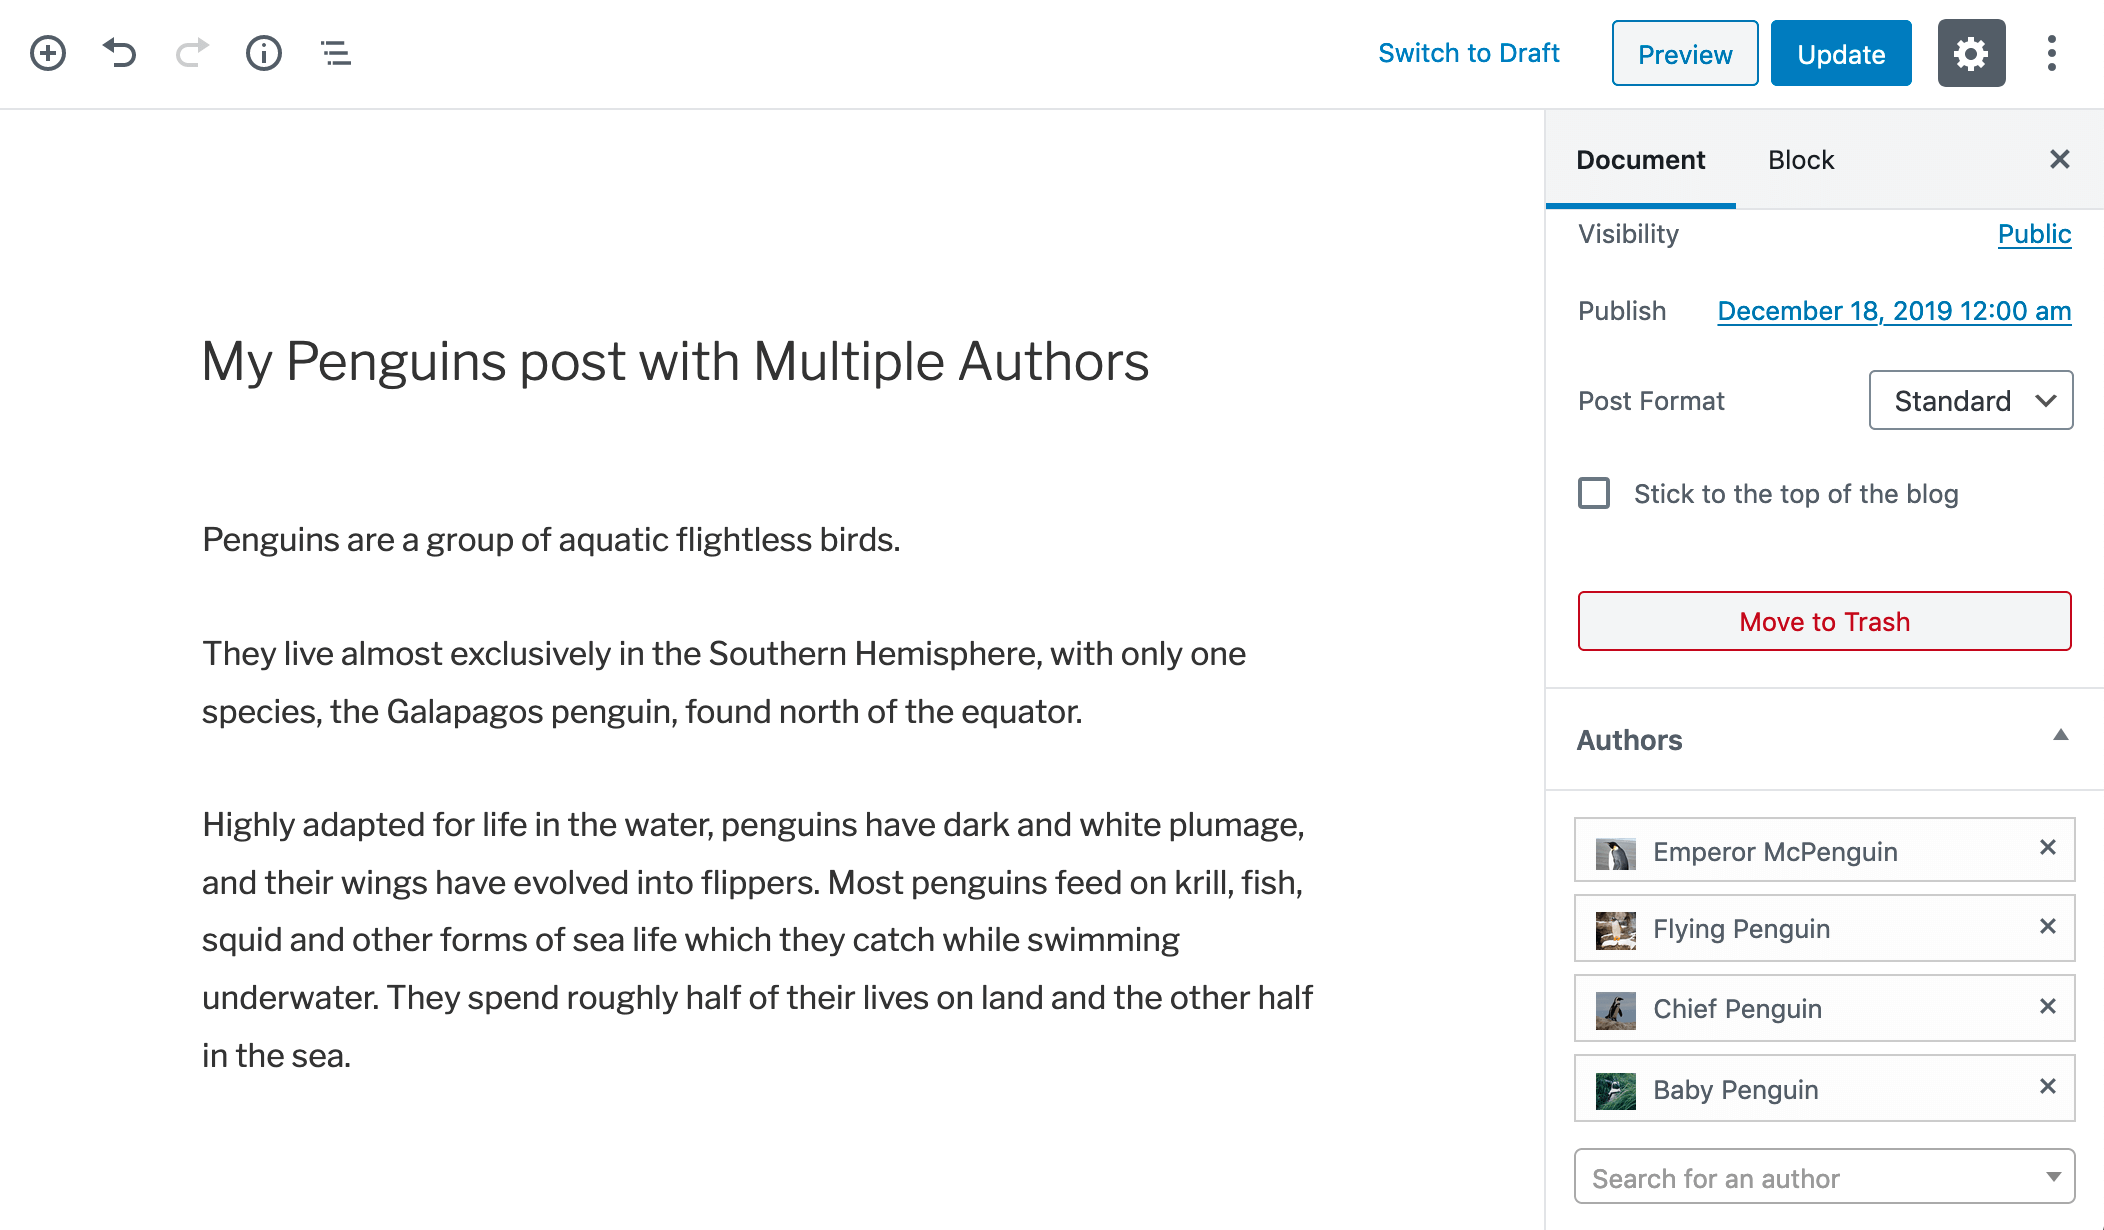 Switch to Draft
Preview
Update
Document
Block
Visibility
Public
Publish
December 18, 2019 12:00 am
Post Format
Standard
Stick to the top of the blog
Move to Trash
Authors
Emperor McPenguin
Flying Penguin
Chief Penguin
Baby Penguin
Search for an author
My Penguins post with Multiple Authors
Penguins are a group of aquatic flightless birds.
They live almost exclusively in the Southern Hemisphere, with only one
species, the Galapagos penguin, found north of the equator.
Highly adapted for life in the water, penguins have dark and white plumage,
and their wings have evolved into flippers. Most penguins feed on krill, fish,
squid and other forms of sea life which they catch while swimming
underwater. They spend roughly half of their lives on land and the other half
in the sea.